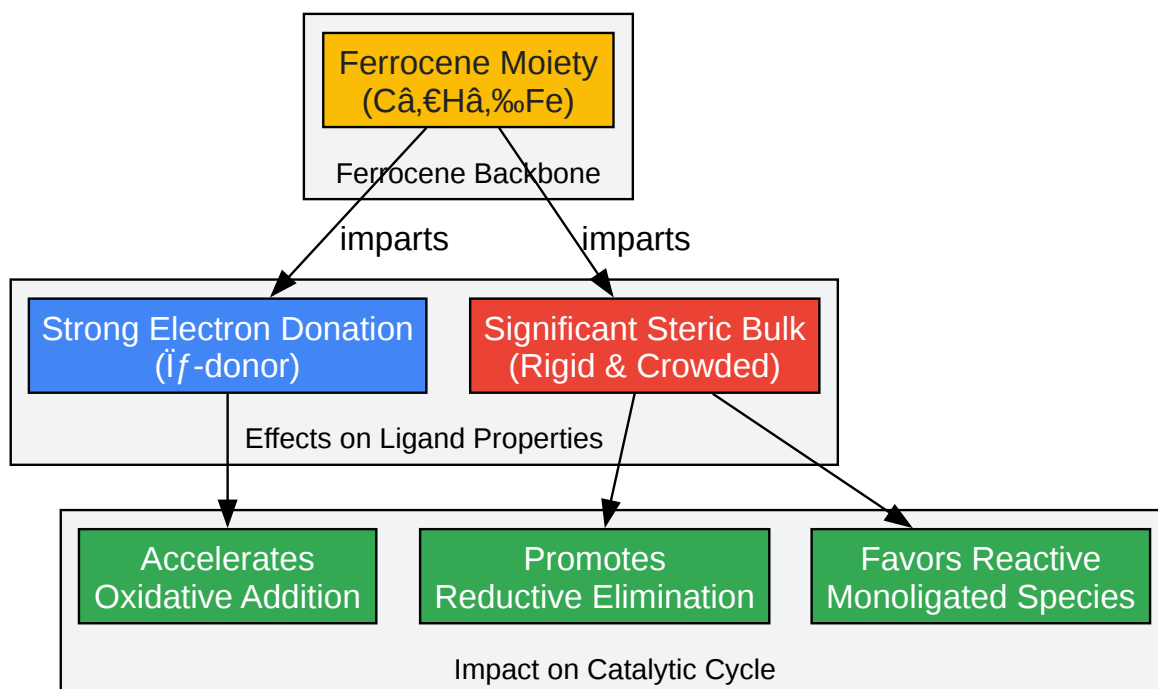 Ferrocene Moiety
(Câ‚€Hâ‚‰Fe)
Ferrocene Backbone
imparts imparts
Strong Electron Donation
(Ïƒ-donor)
Significant Steric Bulk
(Rigid & Crowded)
Effects on Ligand Properties
Accelerates
Oxidative Addition
Promotes
Reductive Elimination
Favors Reactive
Monoligated Species
Impact on Catalytic Cycle